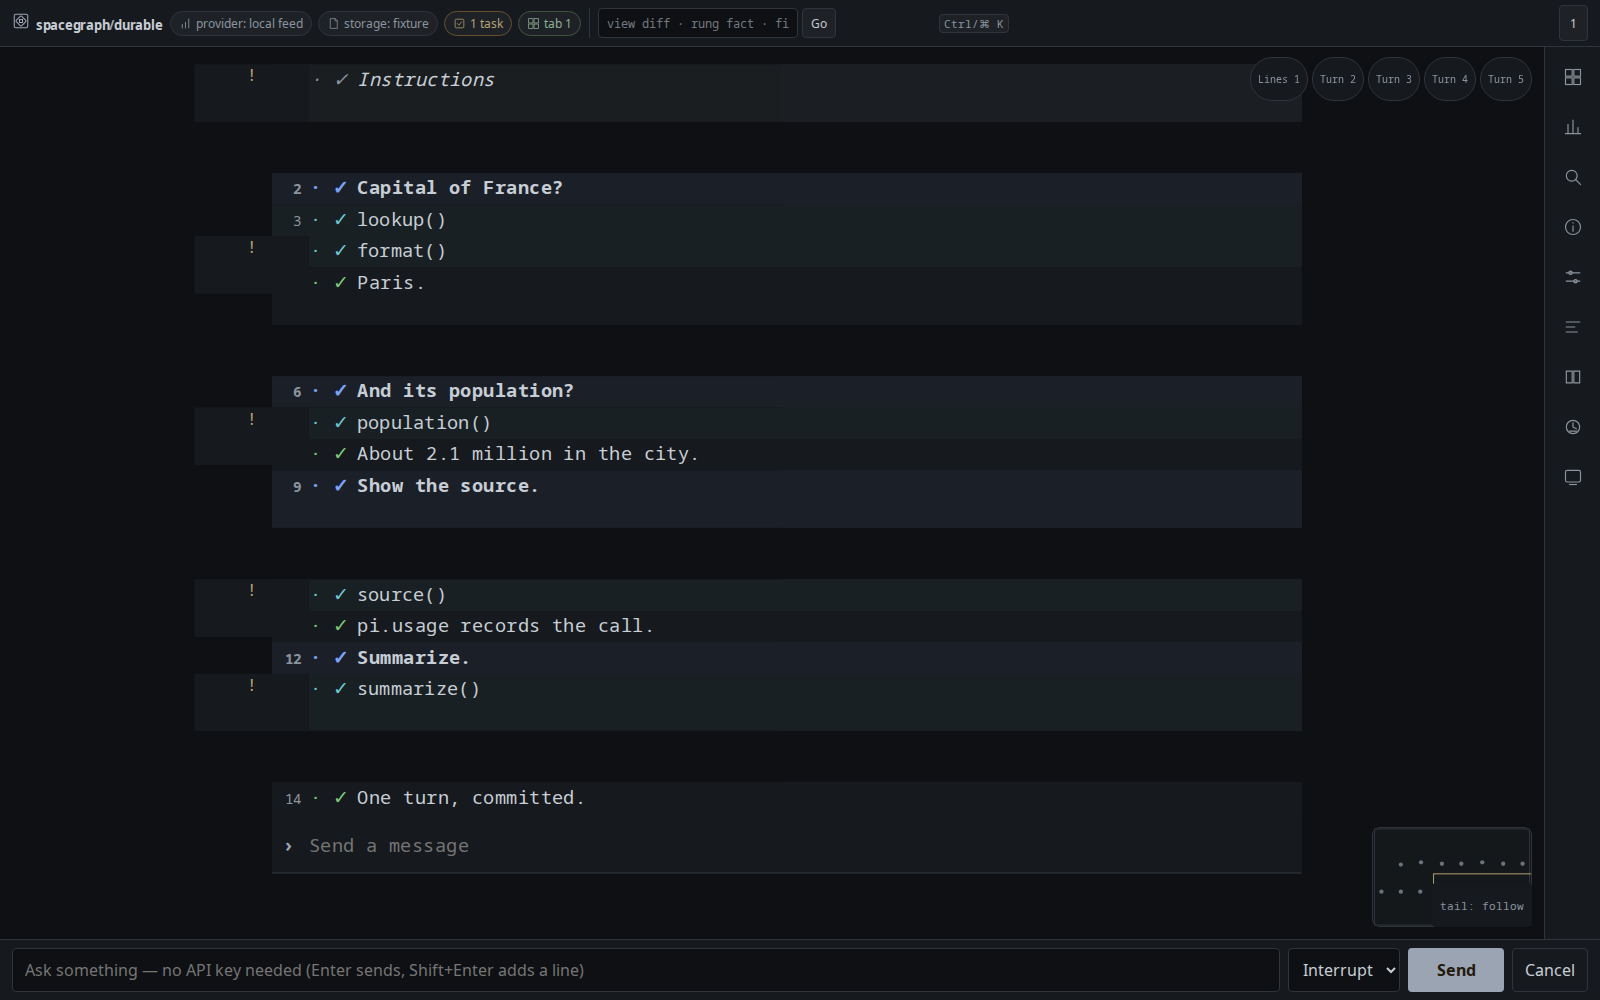 spacegraph/durable provider: local feed storage: fixture 1 task tab 1 view diff · rung fact · fi Go Ctrl/⌘ K 1
! · ✓ Instructions Lines 1 Turn 2 Turn 3 Turn 4 Turn 5
2 · ✓ Capital of France?
3 · ✓ lookup()
! · ✓ format()
· ✓ Paris.
6 · ✓ And its population?
! · ✓ population()
· ✓ About 2.1 million in the city.
9 · ✓ Show the source.
! · ✓ source()
· ✓ pi.usage records the call.
12 · ✓ Summarize.
! · ✓ summarize()
14 · ✓ One turn, committed.
› Send a message
tail: follow
Ask something — no API key needed (Enter sends, Shift+Enter adds a line) Interrupt Send Cancel